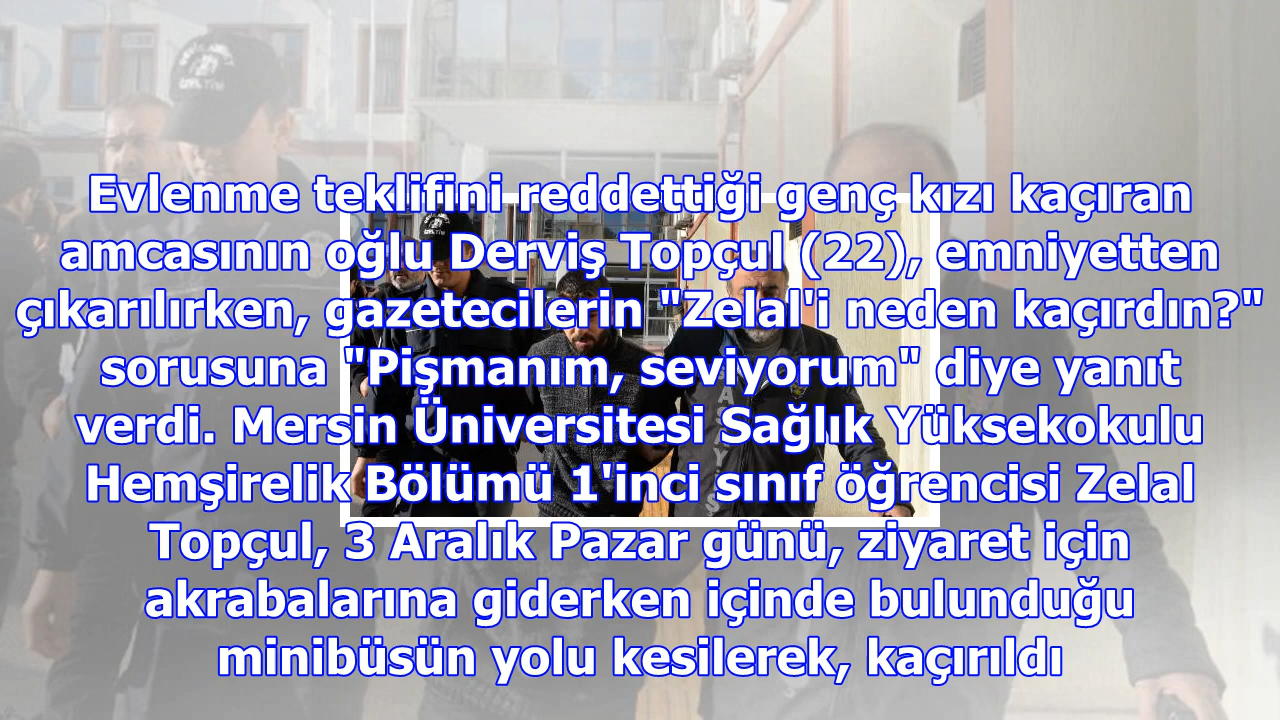 Evlenme teklifini reddettiği genç kızı kaçıran
amcasının oğlu Derviş Topçul (22), emniyetten
çıkarılırken, gazetecilerin "Zelal'i neden kaçırdın?"
sorusuna "Pişmanım, seviyorum" diye yanıt
verdi. Mersin Üniversitesi Sağlık Yüksekokulu
Hemşirelik Bölümü 1'inci sınıf öğrencisi Zelal
Topçul, 3 Aralık Pazar günü, ziyaret için
akrabalarına giderken içinde bulunduğu
minibüsün yolu kesilerek, kaçırıldı